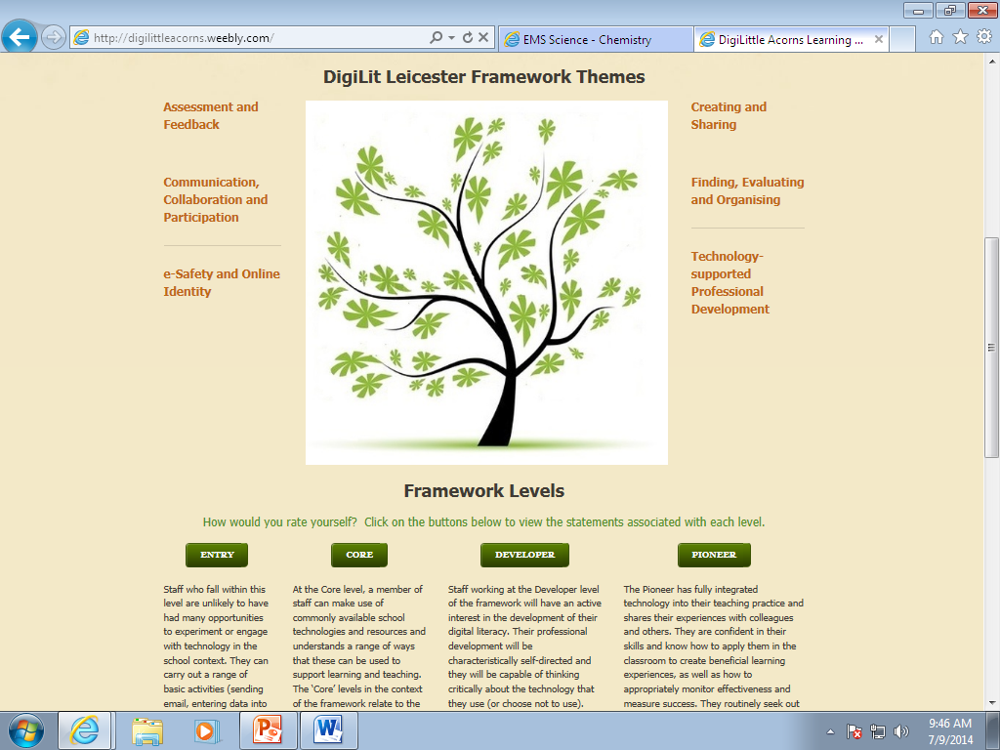 http://digilittleacorns.weebly.com/
EMS Science - Chemistry
DigiLittle Acorns Learning ...
DigiLit Leicester Framework Themes
Assessment and
Feedback
Communication,
Collaboration and
Participation
e-Safety and Online
Identity
Creating and
Sharing
Finding, Evaluating
and Organising
Technology-
supported
Professional
Development
Framework Levels
How would you rate yourself?  Click on the buttons below to view the statements associated with each level.
ENTRY
Staff who fall within this
level are unlikely to have
had many opportunities
to experiment or engage
with technology in the
school context. They can
carry out a range of
basic activities (sending
email, entering data into
CORE
At the Core level, a member of
staff can make use of
commonly available school
technologies and resources and
understands a range of ways
that these can be used to
support learning and teaching.
The ‘Core’ levels in the context
of the framework relate to the
DEVELOPER
Staff working at the Developer level
of the framework will have an active
interest in the development of their
digital literacy. Their professional
development will be
characteristically self-directed and
they will be capable of thinking
critically about the technology that
they use (or choose not to use).
PIONEER
The Pioneer has fully integrated
technology into their teaching practice and
shares their experiences with colleagues
and others. They are confident in their
skills and know how to apply them in the
classroom to create beneficial learning
experiences, as well as how to
appropriately monitor effectiveness and
measure success. They routinely seek out
9:46 AM
7/9/2014